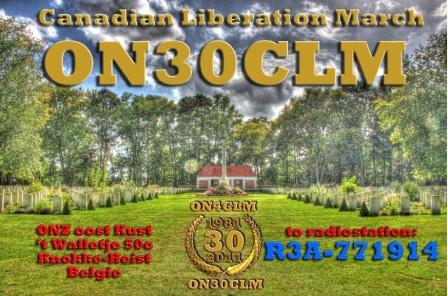 Canadian Liberation March
ON30CLM
ONZ oost Kust
't Walletje 50c
Knokke-Heist
Belgie
ON4CLM
1981
30
2011
ON30CLM
to radiostation:
R3A-771914